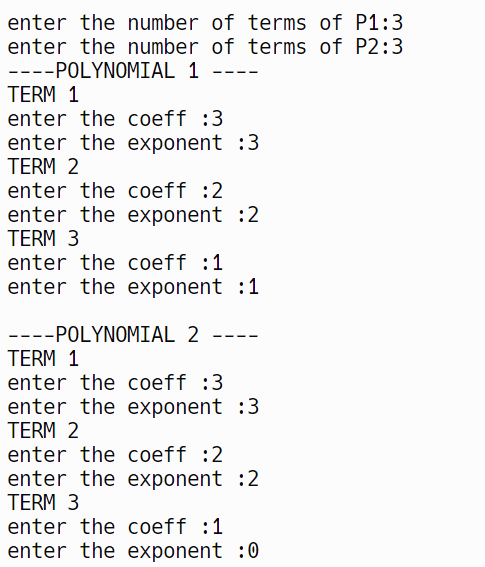 enter the number of terms of P1:3
enter the number of terms of P2:3
----POLYNOMIAL 1 ----
TERM 1
enter the coeff :3
enter the exponent :3
TERM 2
enter the coeff :2
enter the exponent :2
TERM 3
enter the coeff :1
enter the exponent :1

----POLYNOMIAL 2 ----
TERM 1
enter the coeff :3
enter the exponent :3
TERM 2
enter the coeff :2
enter the exponent :2
TERM 3
enter the coeff :1
enter the exponent :0